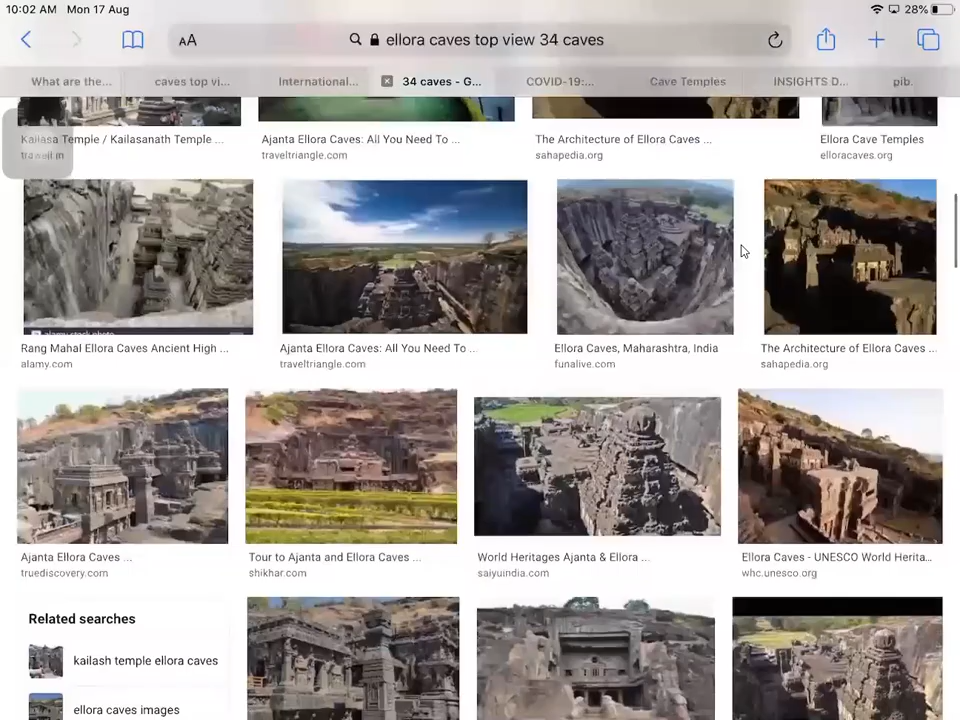 10:02 AM Mon 17 Aug
28%
AA
ellora caves top view 34 caves
What are the...
caves top vi...
International...
34 caves - G...
COVID-19:...
Cave Temples
INSIGHTS D...
pib.
Kailasa Temple / Kailasanath Temple ...
Ajanta Ellora Caves: All You Need To ...
The Architecture of Ellora Caves ...
Ellora Cave Temples
trawell.in
traveltriangle.com
sahapedia.org
elloracaves.org
alamy stock photo
Rang Mahal Ellora Caves Ancient High ...
Ajanta Ellora Caves: All You Need To ...
Ellora Caves, Maharashtra, India
The Architecture of Ellora Caves ...
alamy.com
traveltriangle.com
funalive.com
sahapedia.org
Ajanta Ellora Caves ...
Tour to Ajanta and Ellora Caves ...
World Heritages Ajanta & Ellora ...
Ellora Caves - UNESCO World Herita...
truediscovery.com
shikhar.com
saiyuindia.com
whc.unesco.org
Related searches
kailash temple ellora caves
ellora caves images